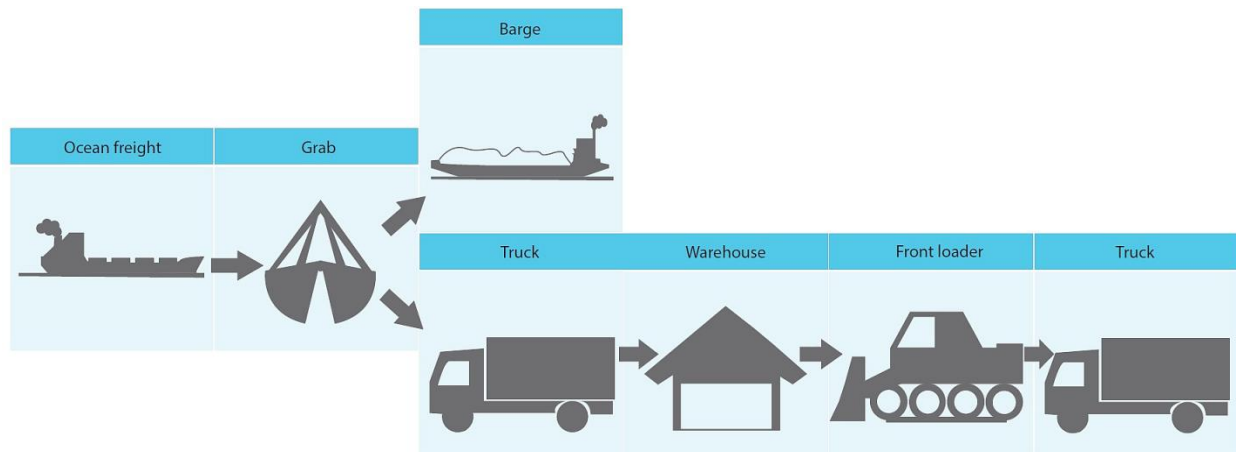 Barge
Ocean freight
Grab
Truck
Warehouse
Front loader
Truck